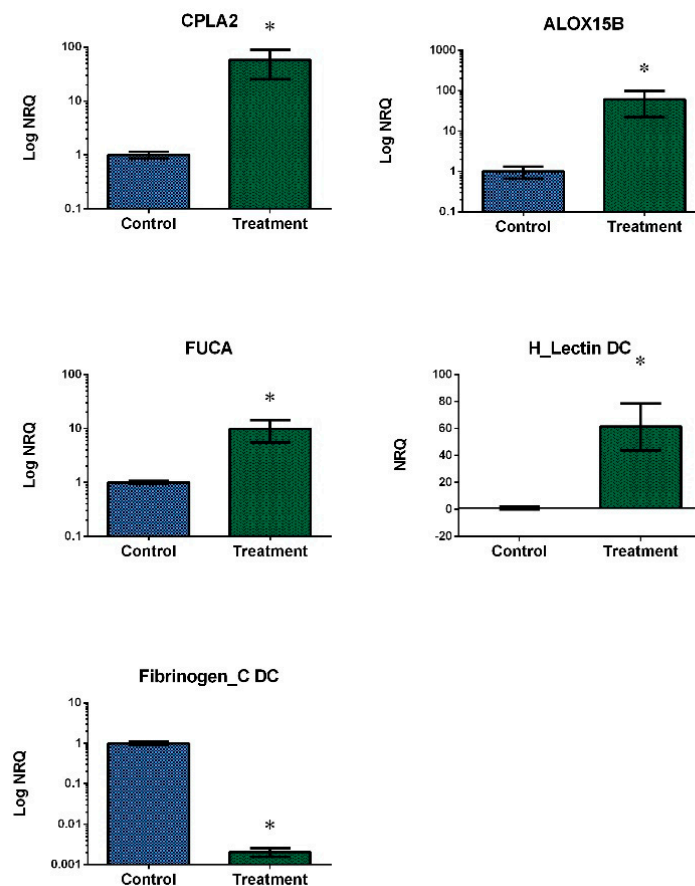 CPLA2
*
100
10
1
0.1
Log NRQ
Control Treatment
ALOX15B
*
1000
100
10
1
0.1
Log NRQ
Control Treatment
FUCA
*
100
10
1
0.1
Log NRQ
Control Treatment
H_Lectin DC
*
100
80
60
40
20
0
-20
NRQ
Control Treatment
Fibrinogen_C DC
10
1
0.1
0.01
0.001
*
Log NRQ
Control Treatment